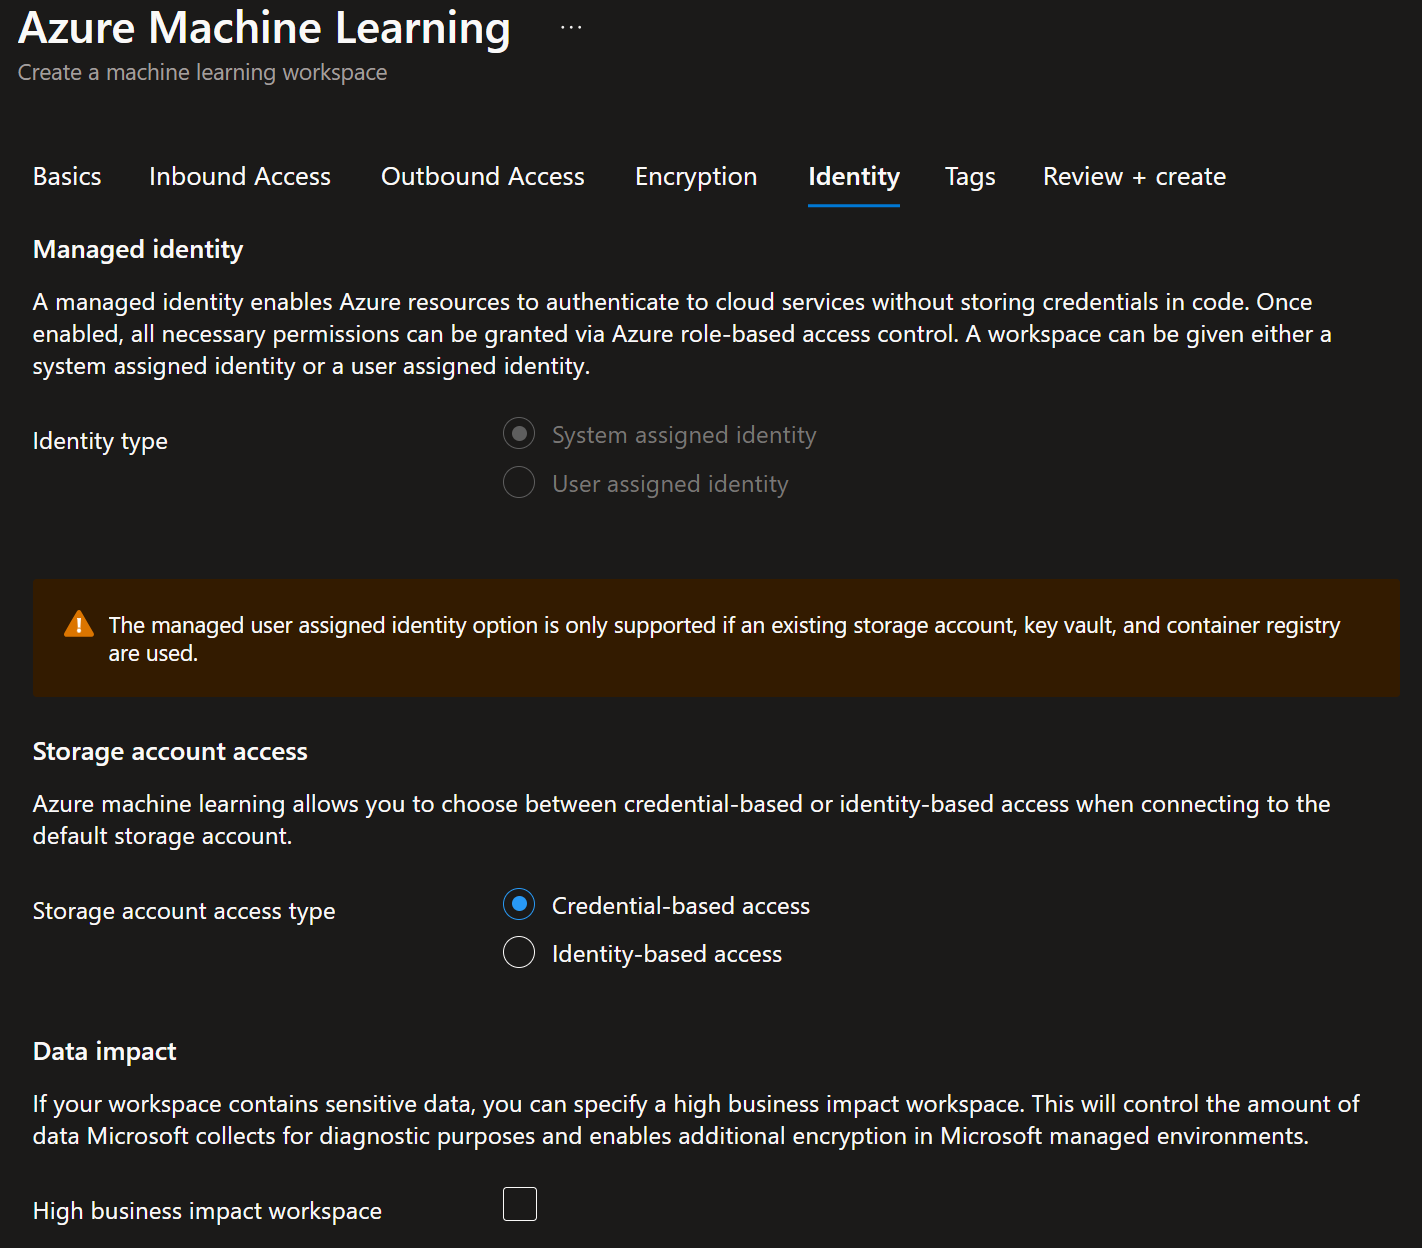 Azure Machine Learning ...
Create a machine learning workspace
Basics Inbound Access Outbound Access Encryption Identity Tags Review + create
Managed identity
A managed identity enables Azure resources to authenticate to cloud services without storing credentials in code. Once
enabled, all necessary permissions can be granted via Azure role-based access control. A workspace can be given either a
system assigned identity or a user assigned identity.
Identity type
System assigned identity
User assigned identity
The managed user assigned identity option is only supported if an existing storage account, key vault, and container registry
are used.
Storage account access
Azure machine learning allows you to choose between credential-based or identity-based access when connecting to the
default storage account.
Storage account access type
Credential-based access
Identity-based access
Data impact
If your workspace contains sensitive data, you can specify a high business impact workspace. This will control the amount of
data Microsoft collects for diagnostic purposes and enables additional encryption in Microsoft managed environments.
High business impact workspace